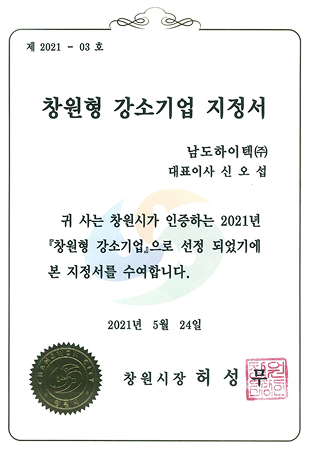 제 2021 - 03 호
창원형 강소기업 지정서
남도하이텍㈜
대표이사 신 오 섭
귀 사는 창원시가 인증하는 2021년
『창원형 강소기업』으로 선정 되었기에
본 지정서를 수여합니다.
2021년 5월 24일
창원시장 허 성 무